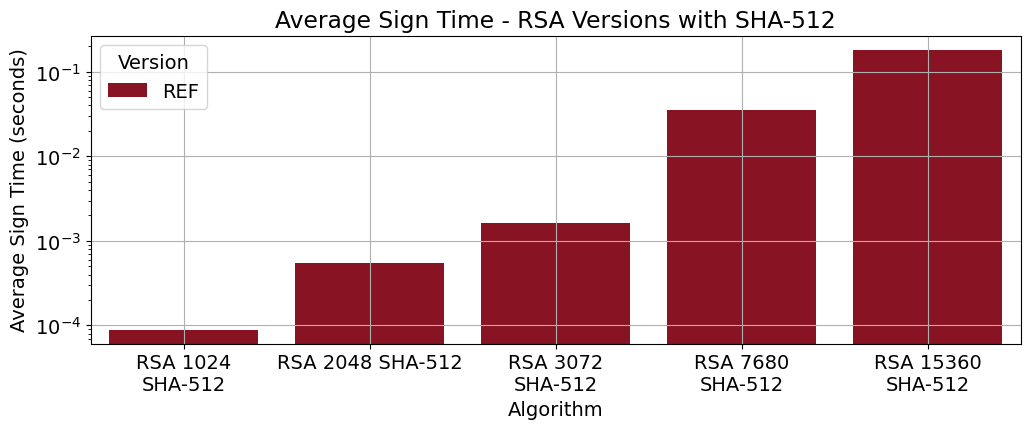 Average Sign Time - RSA Versions with SHA-512
Average Sign Time (seconds)
10⁻¹
10⁻²
10⁻³
10⁻⁴
Version
REF
RSA 1024
SHA-512
RSA 2048 SHA-512
RSA 3072
SHA-512
RSA 7680
SHA-512
RSA 15360
SHA-512
Algorithm